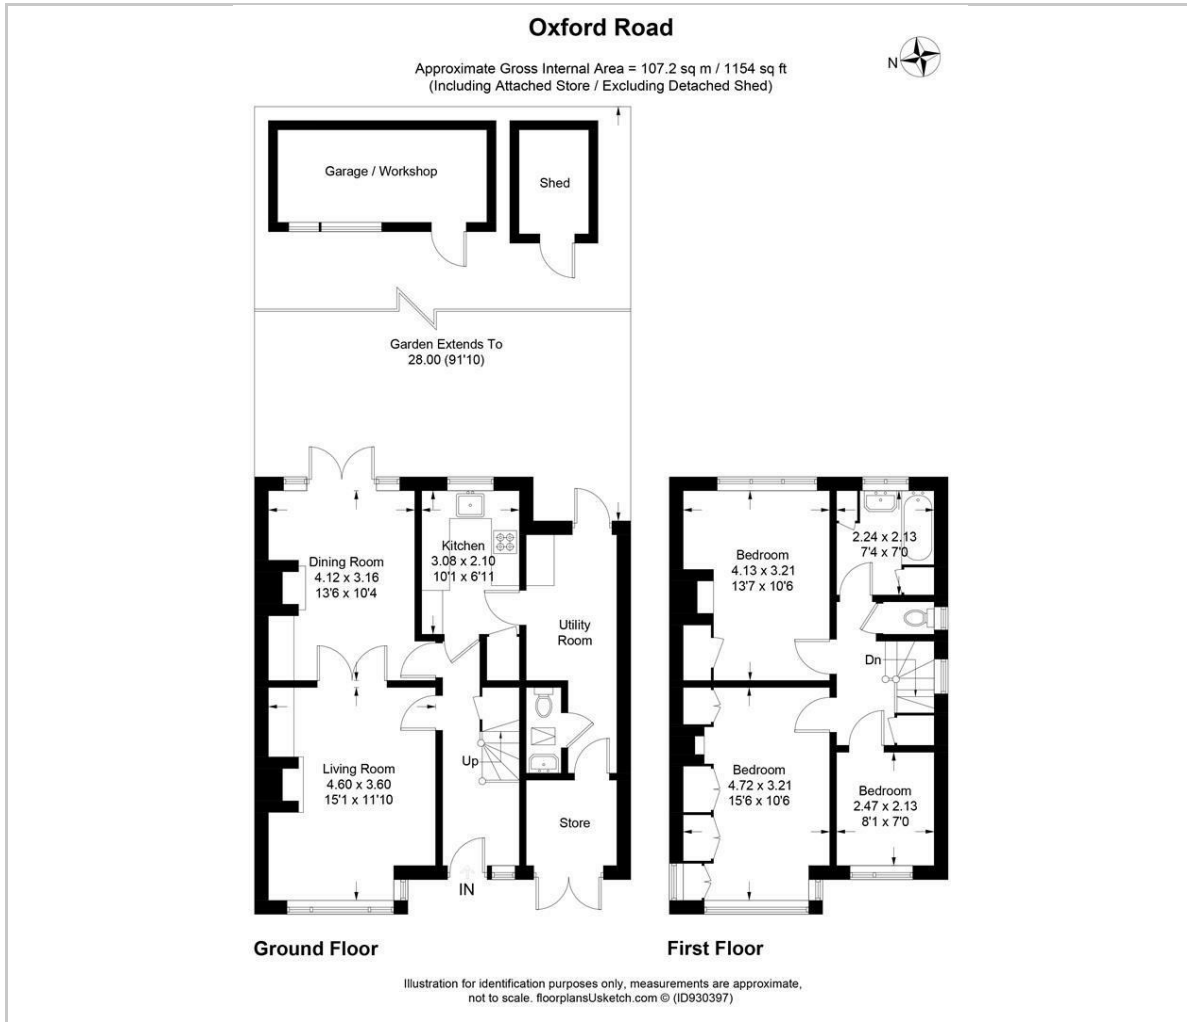 Oxford Road
Approximate Gross Internal Area = 107.2 sq m / 1154 sq ft
(Including Attached Store / Excluding Detached Shed)
N
Garage / Workshop
Shed
Garden Extends To
28.00 (91'10)
Dining Room
4.12 x 3.16
13'6 x 10'4
Kitchen
3.08 x 2.10
10'1 x 6'11
Utility
Room
Living Room
4.60 x 3.60
15'1 x 11'10
Up
Store
IN
Ground Floor
Bedroom
4.13 x 3.21
13'7 x 10'6
2.24 x 2.13
7'4 x 7'0
Dn
Bedroom
4.72 x 3.21
15'6 x 10'6
Bedroom
2.47 x 2.13
8'1 x 7'0
First Floor
Illustration for identification purposes only, measurements are approximate,
not to scale. floorplansUsketch.com © (ID930397)